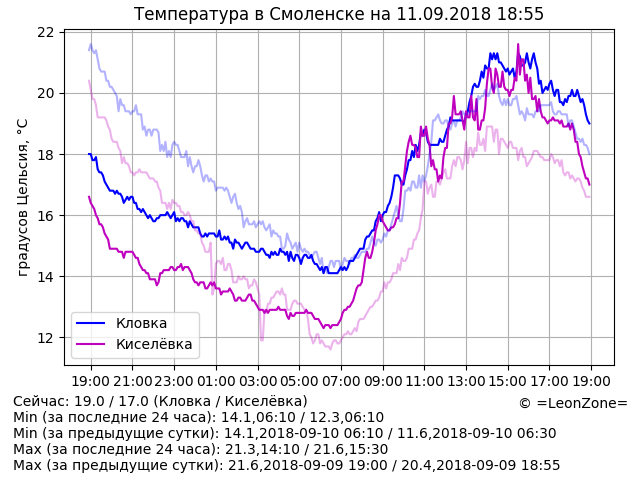 Температура в Смоленске на 11.09.2018 18:55
градусов Цельсия, °C
22
20
18
16
14
12
Кловка
Киселёвка
19:00 21:00 23:00 01:00 03:00 05:00 07:00 09:00 11:00 13:00 15:00 17:00 19:00
Сейчас: 19.0 / 17.0 (Кловка / Киселёвка)
© =LeonZone=
Min (за последние 24 часа): 14.1,06:10 / 12.3,06:10
Min (за предыдущие сутки): 14.1,2018-09-10 06:10 / 11.6,2018-09-10 06:30
Max (за последние 24 часа): 21.3,14:10 / 21.6,15:30
Max (за предыдущие сутки): 21.6,2018-09-09 19:00 / 20.4,2018-09-09 18:55